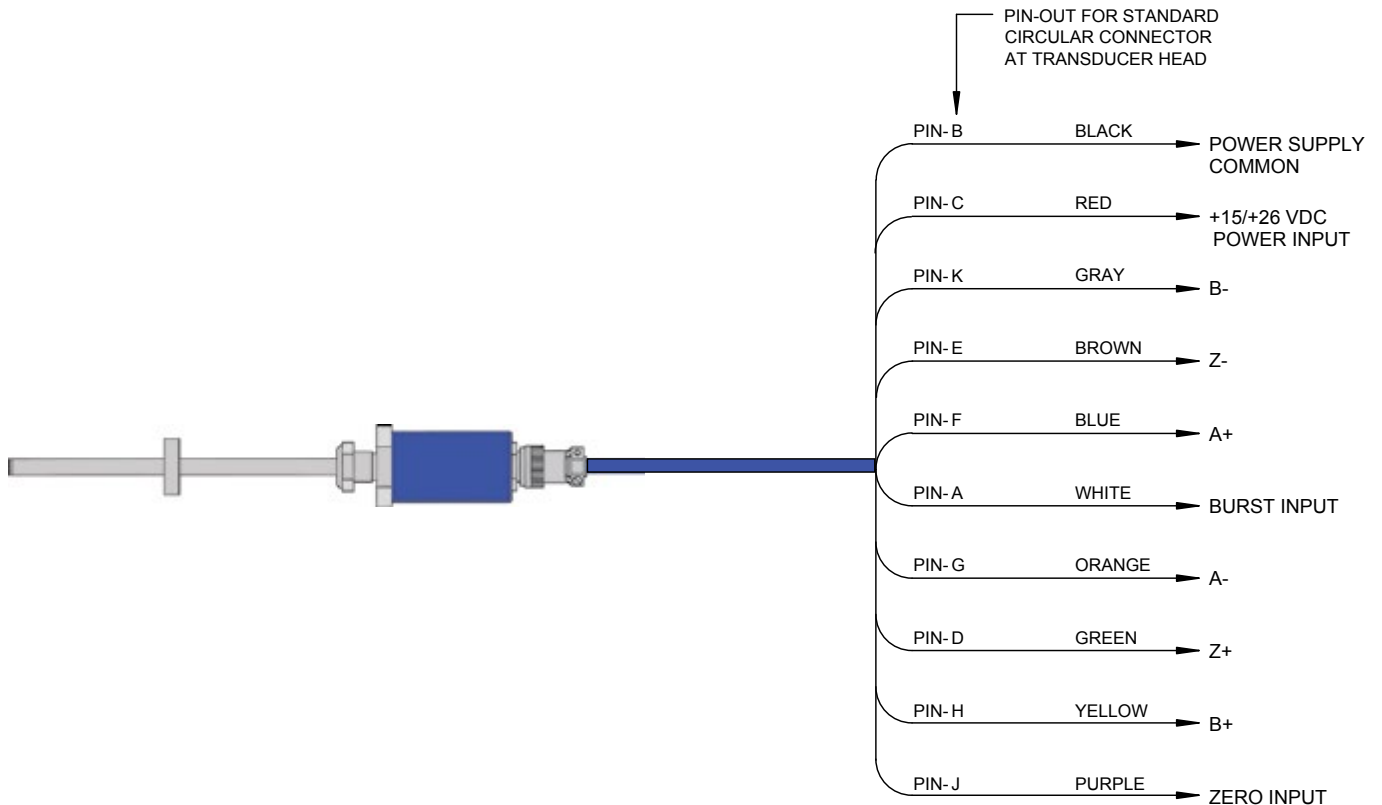 PIN-OUT FOR STANDARD
CIRCULAR CONNECTOR
AT TRANSDUCER HEAD
PIN-B BLACK POWER SUPPLY
COMMON
PIN-C RED +15/+26 VDC
POWER INPUT
PIN-K GRAY B-
PIN-E BROWN Z-
PIN-F BLUE A+
PIN-A WHITE BURST INPUT
PIN-G ORANGE A-
PIN-D GREEN Z+
PIN-H YELLOW B+
PIN-J PURPLE ZERO INPUT